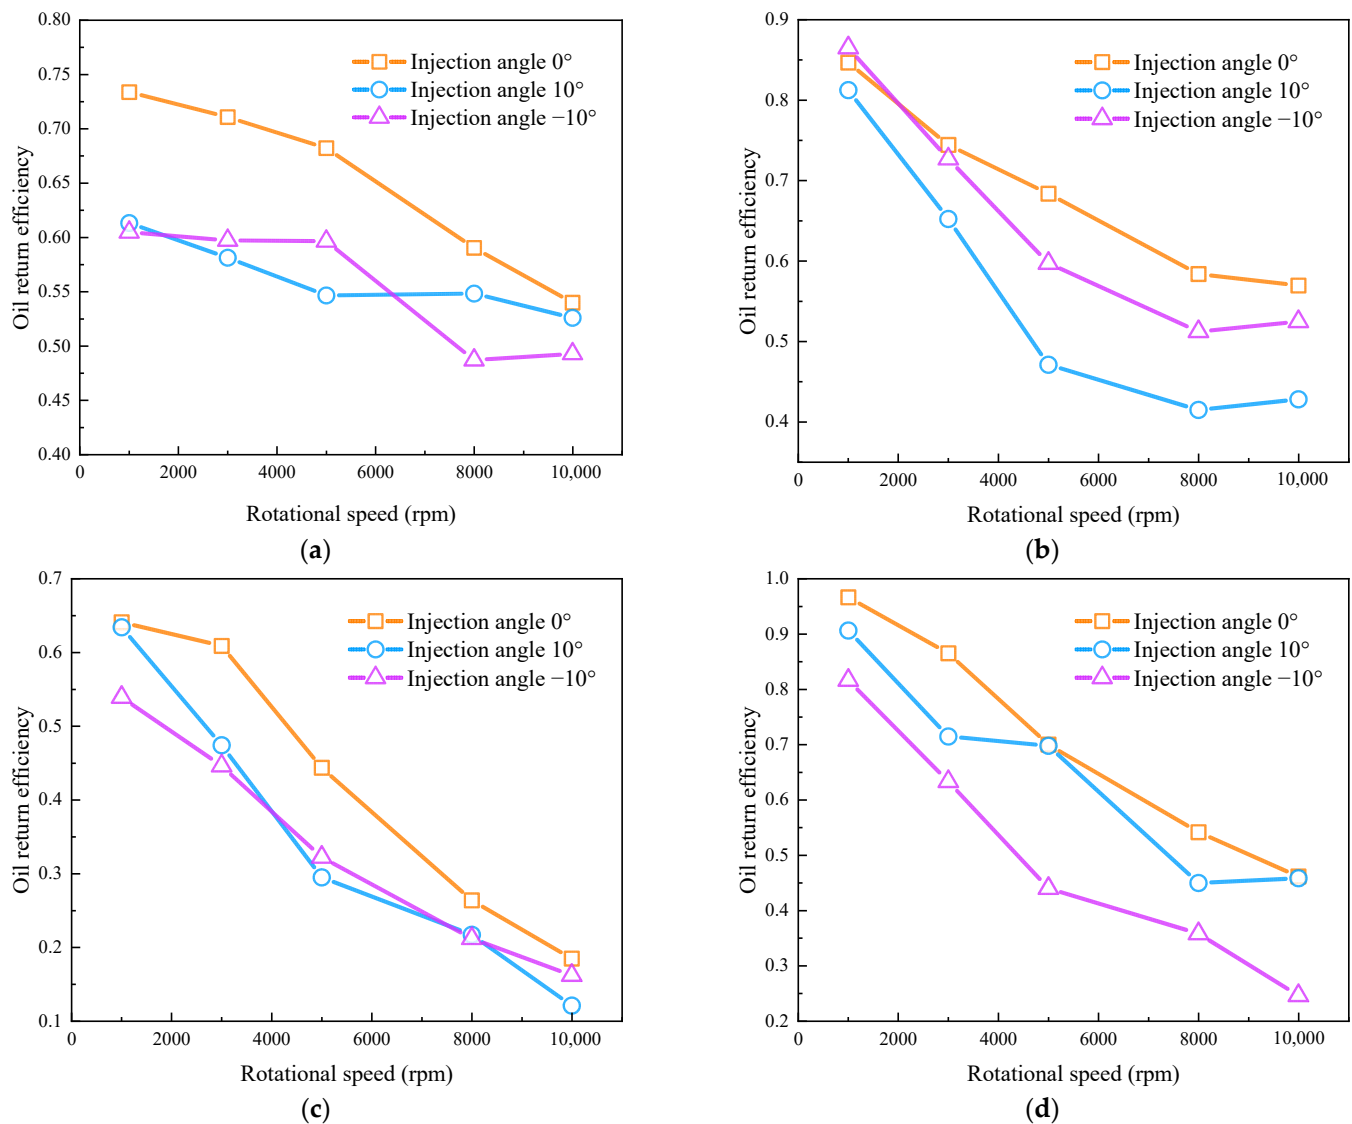 0.80
0.75
0.70
0.65
0.60
0.55
0.50
0.45
0.40
Oil return efficiency
Injection angle 0°
Injection angle 10°
Injection angle −10°
0 2000 4000 6000 8000 10,000
Rotational speed (rpm)
(a)
0.9
0.8
0.7
0.6
0.5
0.4
Oil return efficiency
Injection angle 0°
Injection angle 10°
Injection angle −10°
0 2000 4000 6000 8000 10,000
Rotational speed (rpm)
(b)
0.7
0.6
0.5
0.4
0.3
0.2
0.1
Oil return efficiency
Injection angle 0°
Injection angle 10°
Injection angle −10°
0 2000 4000 6000 8000 10,000
Rotational speed (rpm)
(c)
1.0
0.9
0.8
0.7
0.6
0.5
0.4
0.3
0.2
Oil return efficiency
Injection angle 0°
Injection angle 10°
Injection angle −10°
0 2000 4000 6000 8000 10,000
Rotational speed (rpm)
(d)